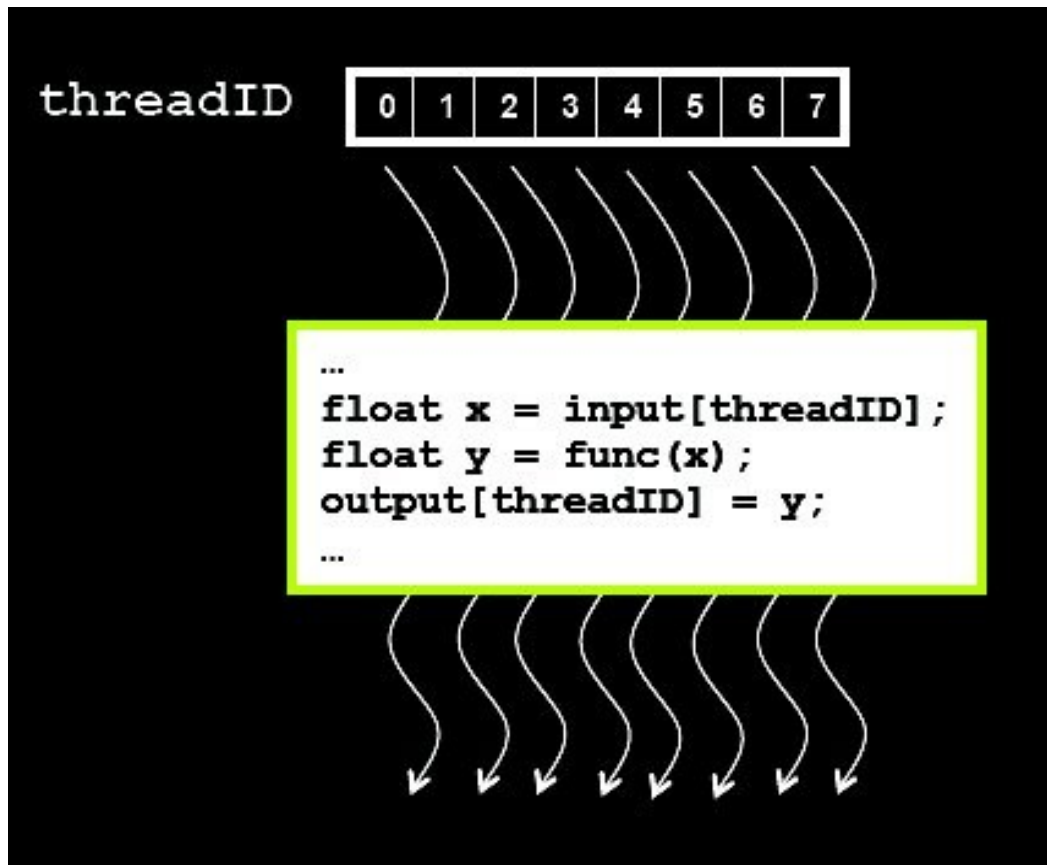 threadID 0 1 2 3 4 5 6 7
…
float x = input[threadID];
float y = func(x);
output[threadID] = y;
…